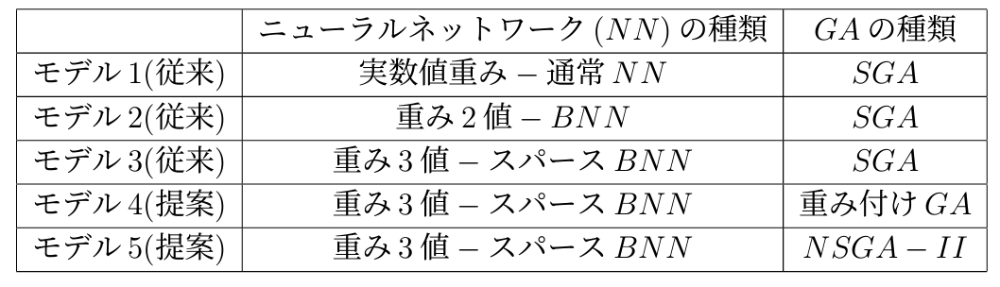 ニューラルネットワーク (NN) の種類 GA の種類
モデル 1(従来) 実数値重み − 通常 NN SGA
モデル 2(従来) 重み 2 値 − BNN SGA
モデル 3(従来) 重み 3 値 − スパース BNN SGA
モデル 4(提案) 重み 3 値 − スパース BNN 重み付け GA
モデル 5(提案) 重み 3 値 − スパース BNN NSGA − II